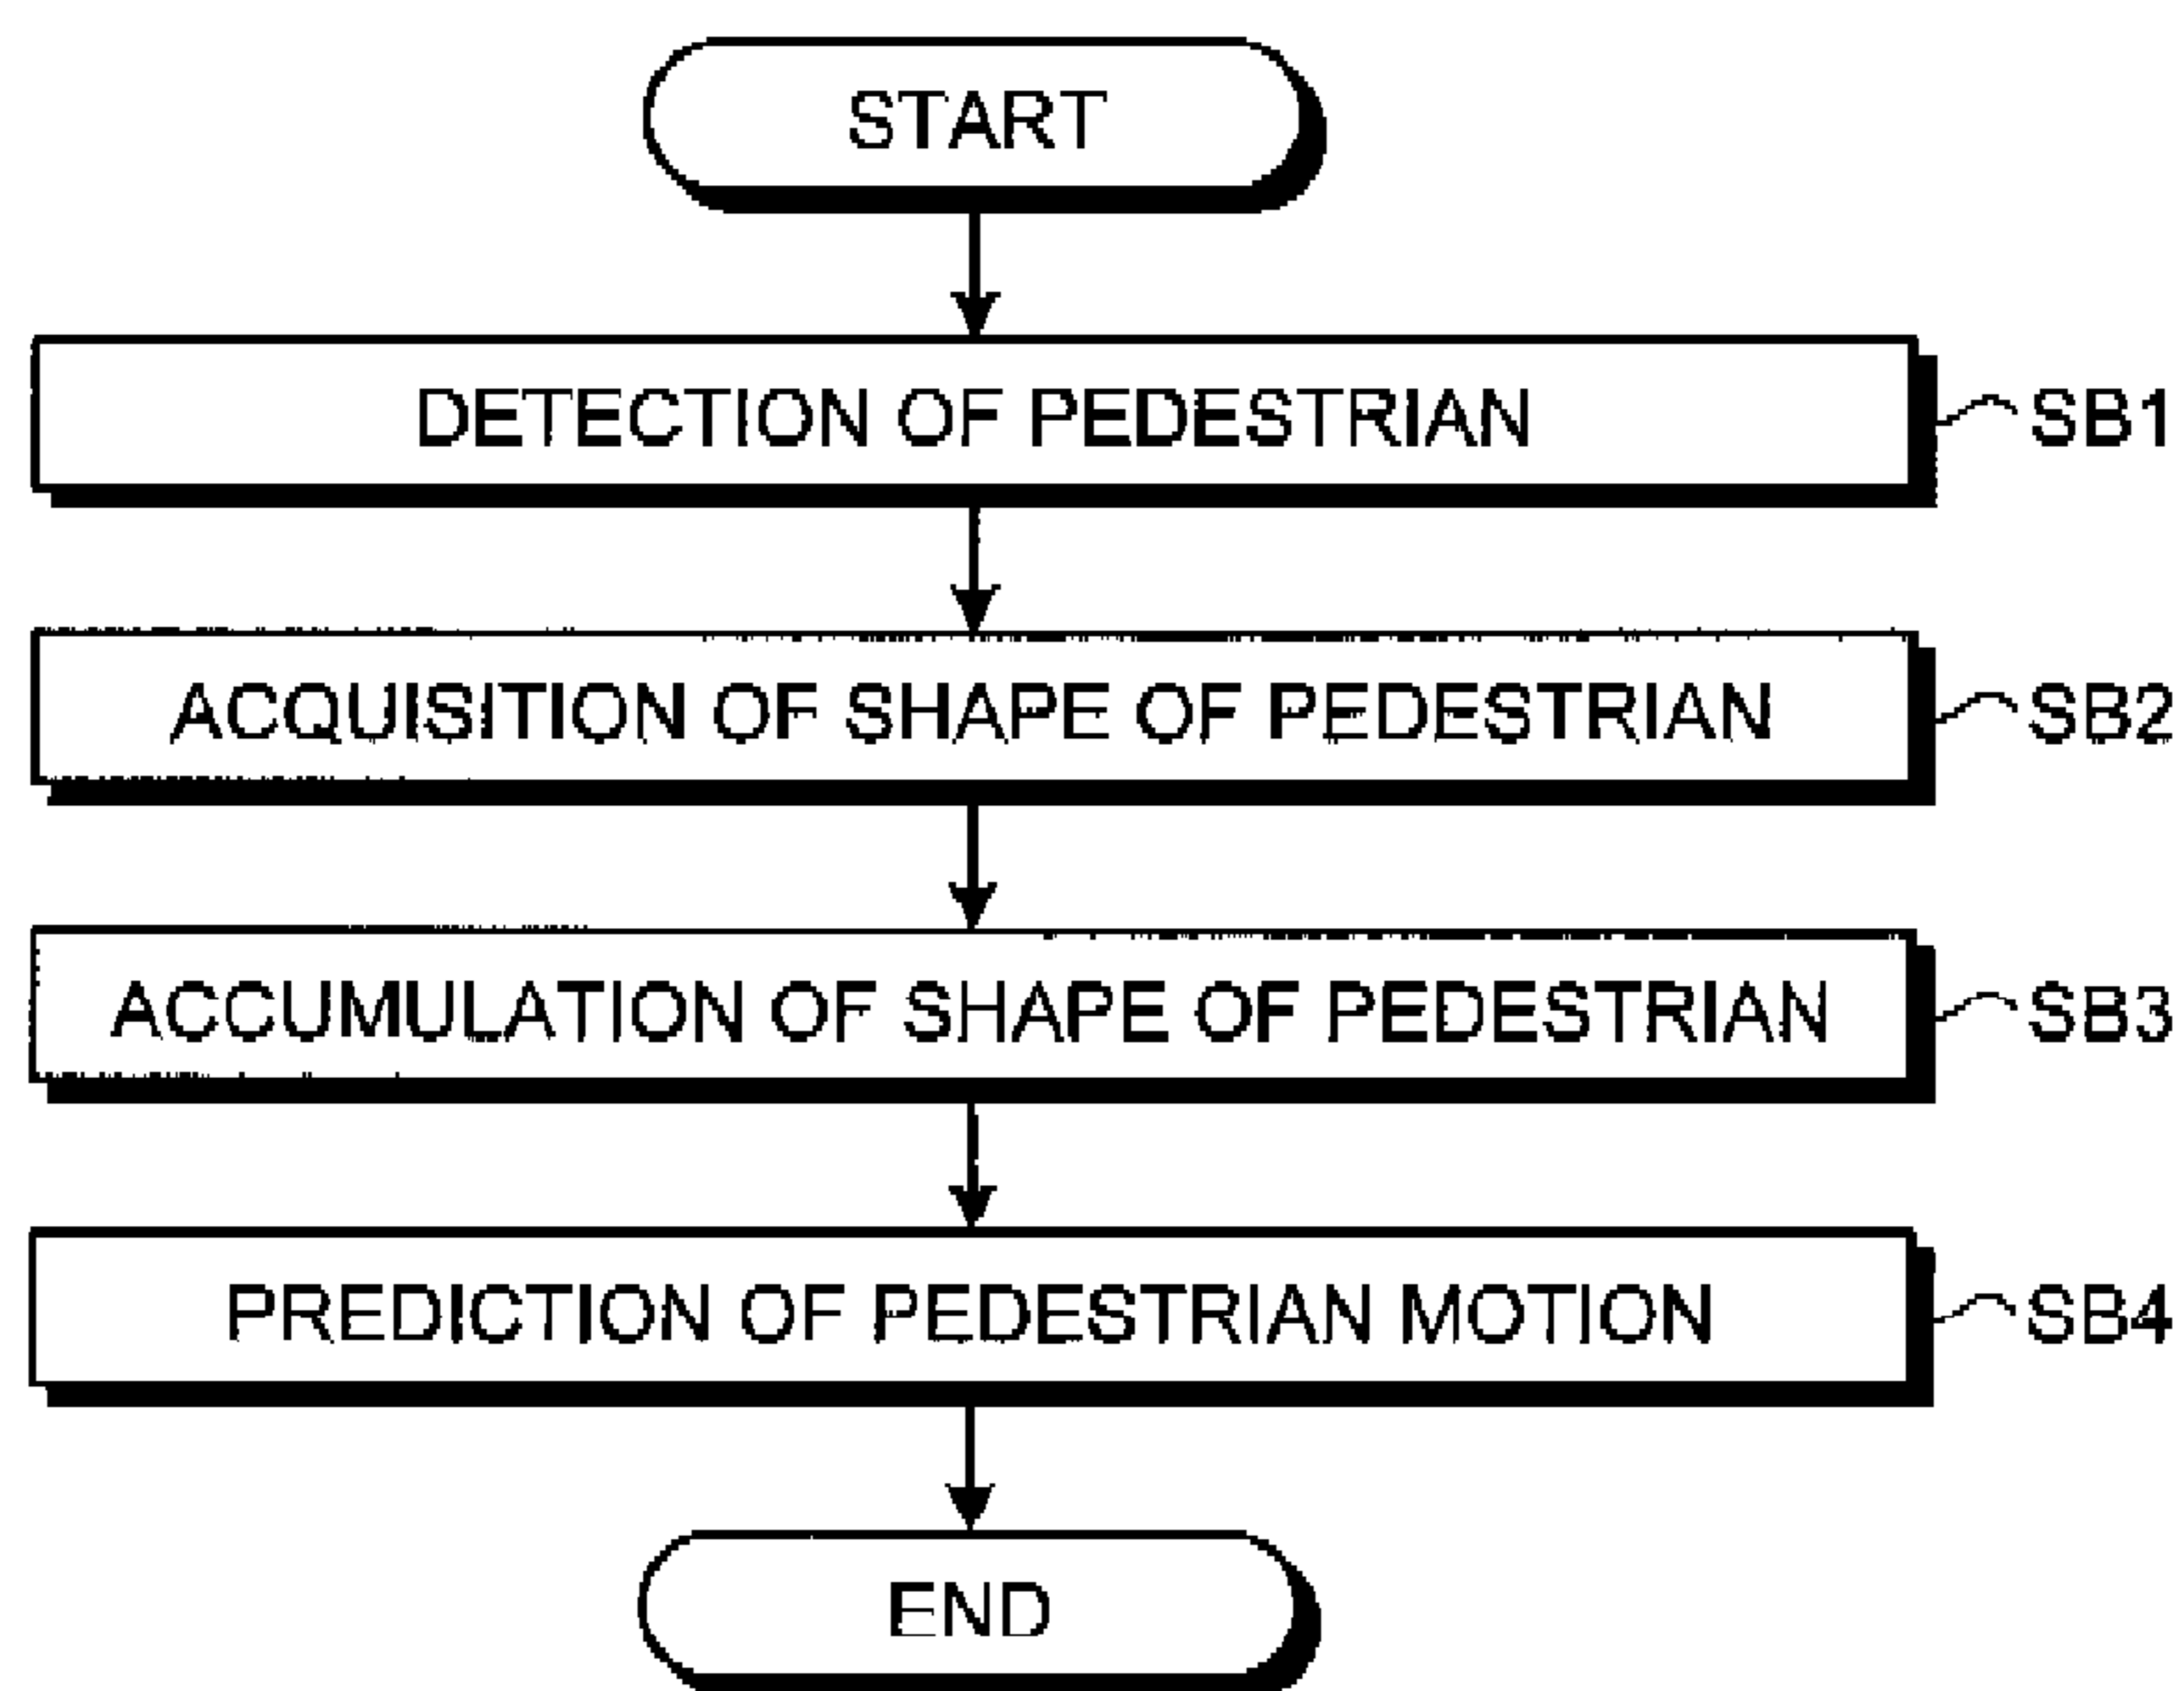 START
DETECTION OF PEDESTRIAN SB1
ACQUISITION OF SHAPE OF PEDESTRIAN SB2
ACCUMULATION OF SHAPE OF PEDESTRIAN SB3
PREDICTION OF PEDESTRIAN MOTION SB4
END